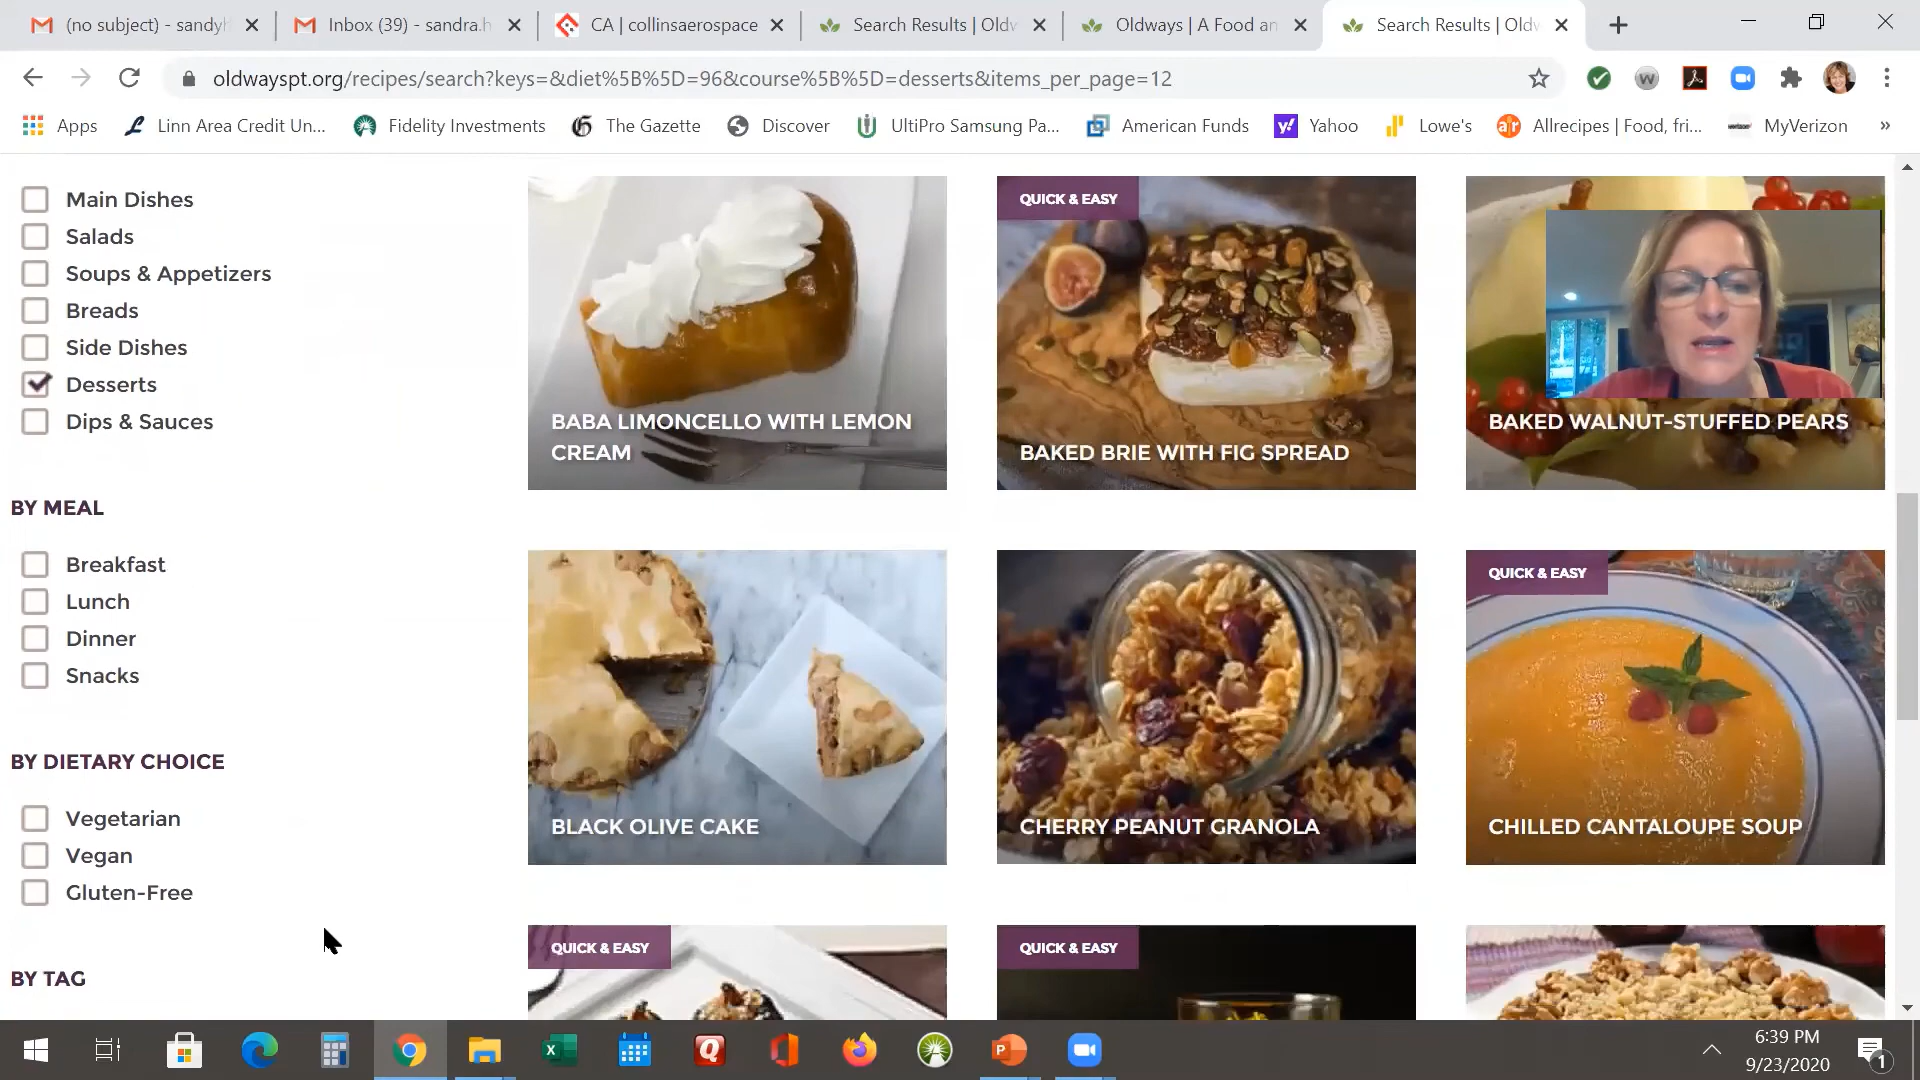 (no subject) - sandyh
Inbox (39) - sandra.h
CA | collinsaerospace
Search Results | Oldw
Oldways | A Food an
Search Results | Oldw
oldwayspt.org/recipes/search?keys=&diet%5B%5D=96&course%5B%5D=desserts&items_per_page=12
Apps
Linn Area Credit Un...
Fidelity Investments
The Gazette
Discover
UltiPro Samsung Pa...
American Funds
Yahoo
Lowe's
Allrecipes | Food, fri...
MyVerizon
»
Main Dishes
Salads
Soups & Appetizers
Breads
Side Dishes
Desserts
Dips & Sauces
BY MEAL
Breakfast
Lunch
Dinner
Snacks
BY DIETARY CHOICE
Vegetarian
Vegan
Gluten-Free
BY TAG
BABA LIMONCELLO WITH LEMON
CREAM
QUICK & EASY
BAKED BRIE WITH FIG SPREAD
BAKED WALNUT-STUFFED PEARS
BLACK OLIVE CAKE
CHERRY PEANUT GRANOLA
QUICK & EASY
CHILLED CANTALOUPE SOUP
QUICK & EASY
QUICK & EASY
6:39 PM
9/23/2020
1